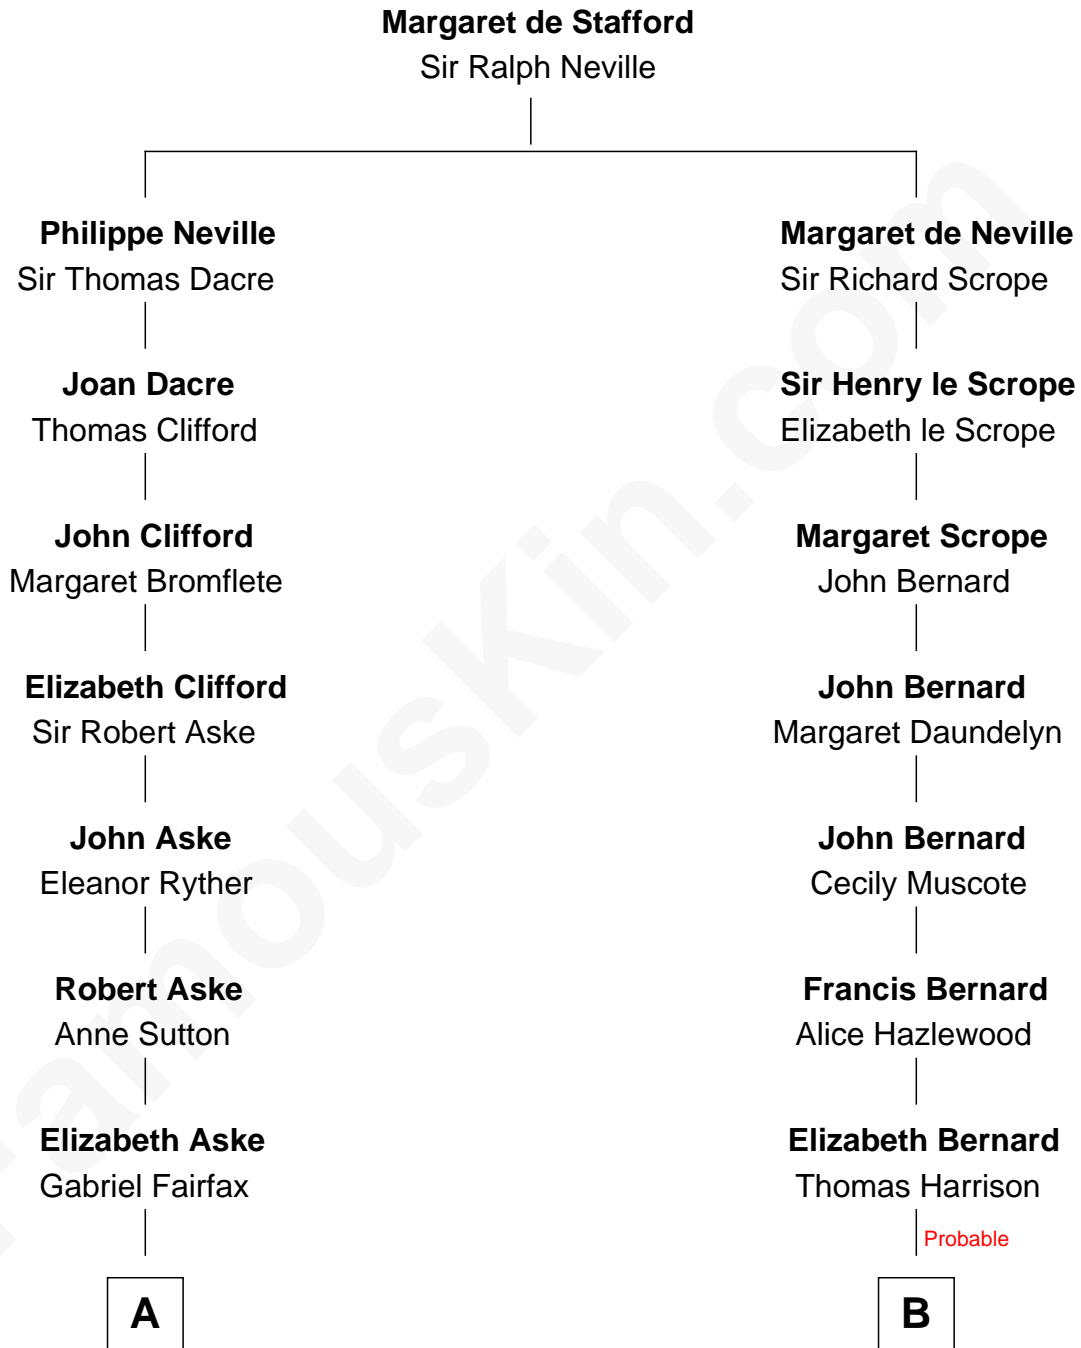 Margaret de Stafford
Sir Ralph Neville
Philippe Neville
Sir Thomas Dacre
Margaret de Neville
Sir Richard Scrope
Joan Dacre
Thomas Clifford
Sir Henry le Scrope
Elizabeth le Scrope
John Clifford
Margaret Bromflete
Margaret Scrope
John Bernard
Elizabeth Clifford
Sir Robert Aske
John Bernard
Margaret Daundelyn
John Aske
Eleanor Ryther
John Bernard
Cecily Muscote
Robert Aske
Anne Sutton
Francis Bernard
Alice Hazlewood
Elizabeth Aske
Gabriel Fairfax
Elizabeth Bernard
Thomas Harrison
Probable
A
B
FamousKin.com